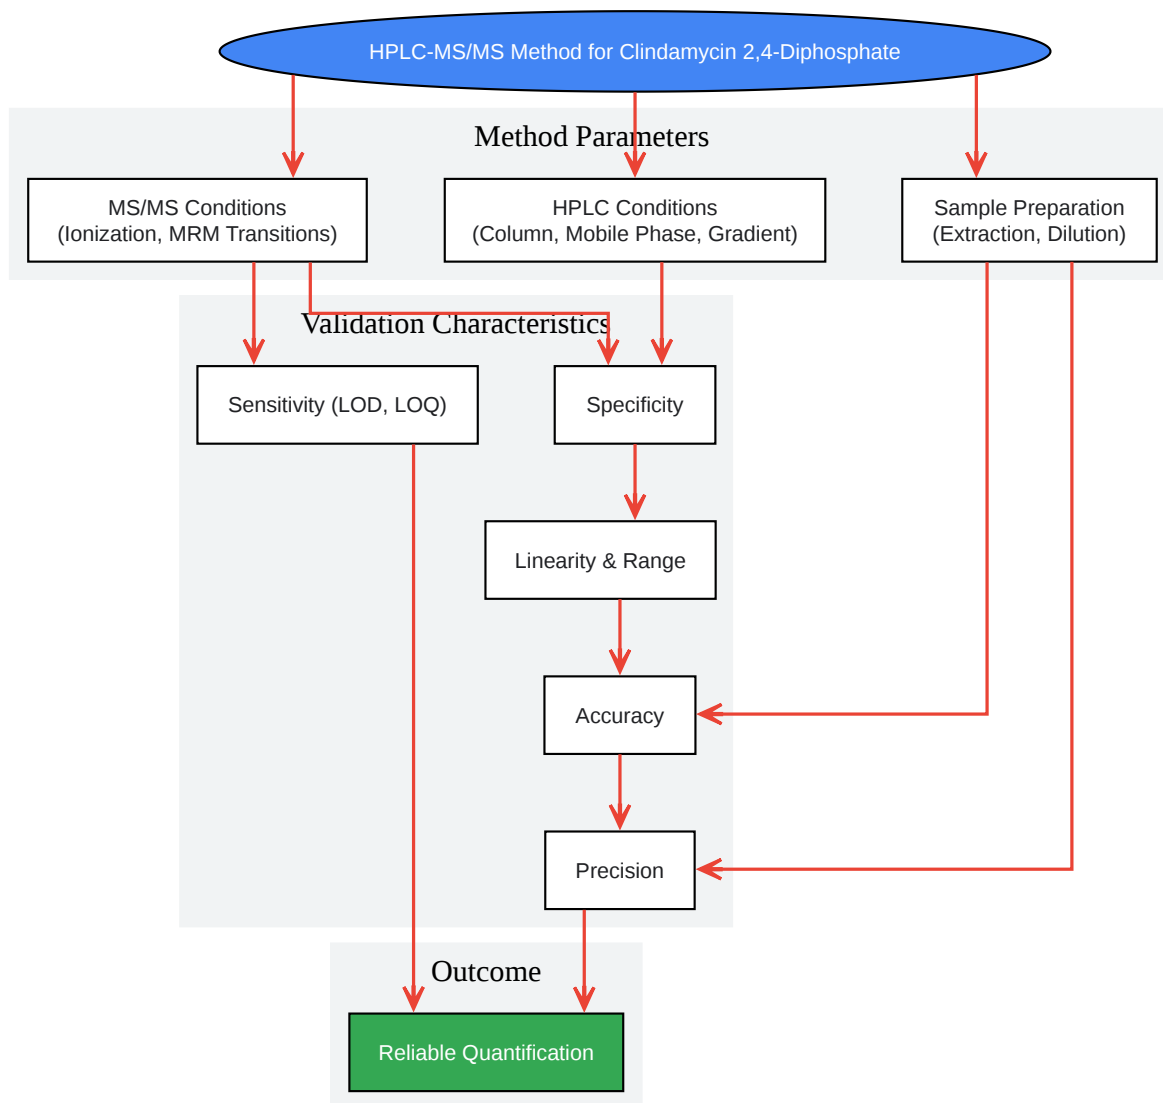 HPLC-MS/MS Method for Clindamycin 2,4-Diphosphate
Method Parameters
MS/MS Conditions
(Ionization, MRM Transitions)
HPLC Conditions
(Column, Mobile Phase, Gradient)
Sample Preparation
(Extraction, Dilution)
Validation Characteristics
Sensitivity (LOD, LOQ)
Specificity
Linearity & Range
Accuracy
Precision
Outcome
Reliable Quantification